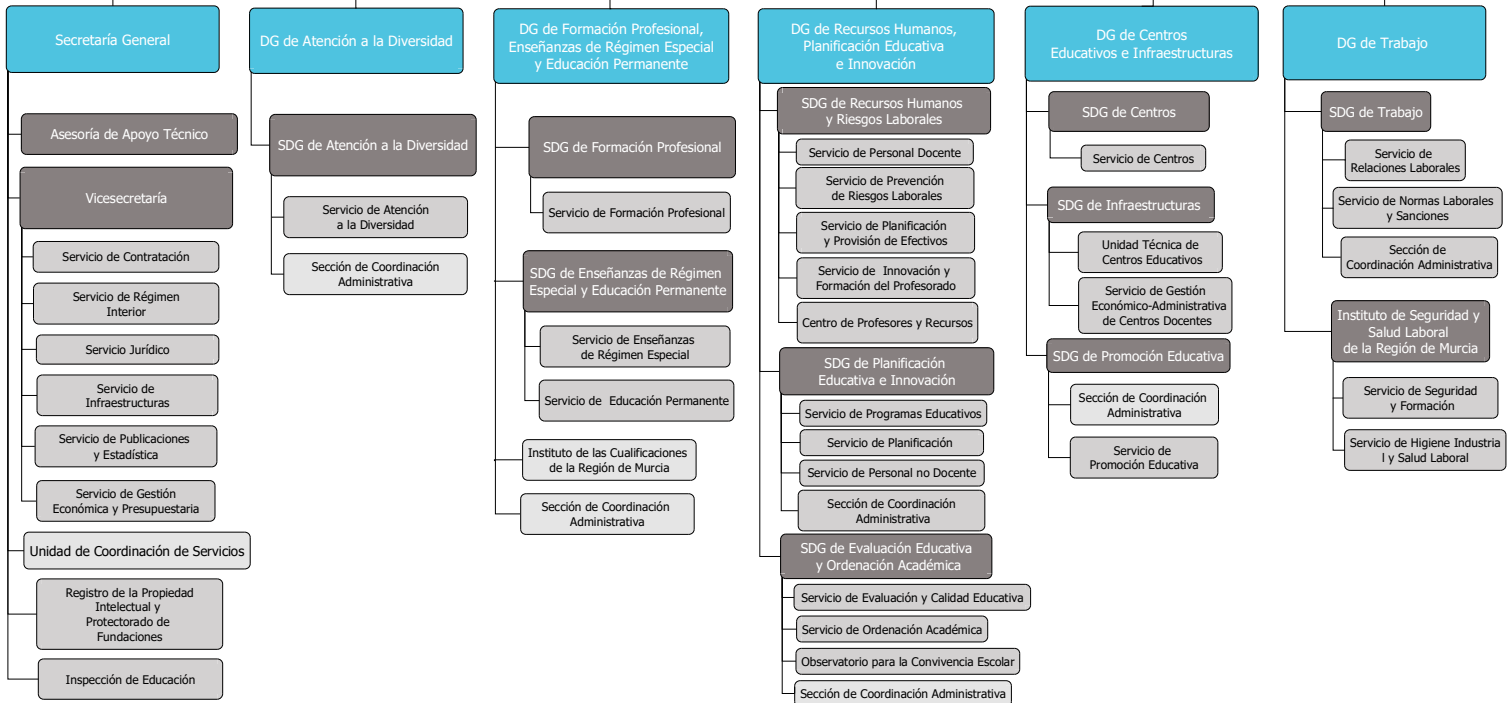 Secretaría General
Asesoría de Apoyo Técnico
Vicesecretaría
Servicio de Contratación
Servicio de Régimen
Interior
Servicio Jurídico
Servicio de
Infraestructuras
Servicio de Publicaciones
y Estadística
Servicio de Gestión
Económica y Presupuestaria
Unidad de Coordinación de Servicios
Registro de la Propiedad
Intelectual y
Protectorado de
Fundaciones
Inspección de Educación
DG de Atención a la Diversidad
SDG de Atención a la Diversidad
Servicio de Atención
a la Diversidad
Sección de Coordinación
Administrativa
DG de Formación Profesional,
Enseñanzas de Régimen Especial
y Educación Permanente
SDG de Formación Profesional
Servicio de Formación Profesional
SDG de Enseñanzas de Régimen
Especial y Educación Permanente
Servicio de Enseñanzas
de Régimen Especial
Servicio de Educación Permanente
Instituto de las Cualificaciones
de la Región de Murcia
Sección de Coordinación
Administrativa
DG de Recursos Humanos,
Planificación Educativa
e Innovación
SDG de Recursos Humanos
y Riesgos Laborales
Servicio de Personal Docente
Servicio de Prevención
de Riesgos Laborales
Servicio de Planificación
y Provisión de Efectivos
Servicio de Innovación y
Formación del Profesorado
Centro de Profesores y Recursos
SDG de Planificación
Educativa e Innovación
Servicio de Programas Educativos
Servicio de Planificación
Servicio de Personal no Docente
Sección de Coordinación
Administrativa
SDG de Evaluación Educativa
y Ordenación Académica
Servicio de Evaluación y Calidad Educativa
Servicio de Ordenación Académica
Observatorio para la Convivencia Escolar
Sección de Coordinación Administrativa
DG de Centros
Educativos e Infraestructuras
SDG de Centros
Servicio de Centros
SDG de Infraestructuras
Unidad Técnica de
Centros Educativos
Servicio de Gestión
Económico-Administrativa
de Centros Docentes
SDG de Promoción Educativa
Sección de Coordinación
Administrativa
Servicio de
Promoción Educativa
DG de Trabajo
SDG de Trabajo
Servicio de
Relaciones Laborales
Servicio de Normas Laborales
y Sanciones
Sección de
Coordinación Administrativa
Instituto de Seguridad y
Salud Laboral
de la Región de Murcia
Servicio de Seguridad
y Formación
Servicio de Higiene Industria
l y Salud Laboral